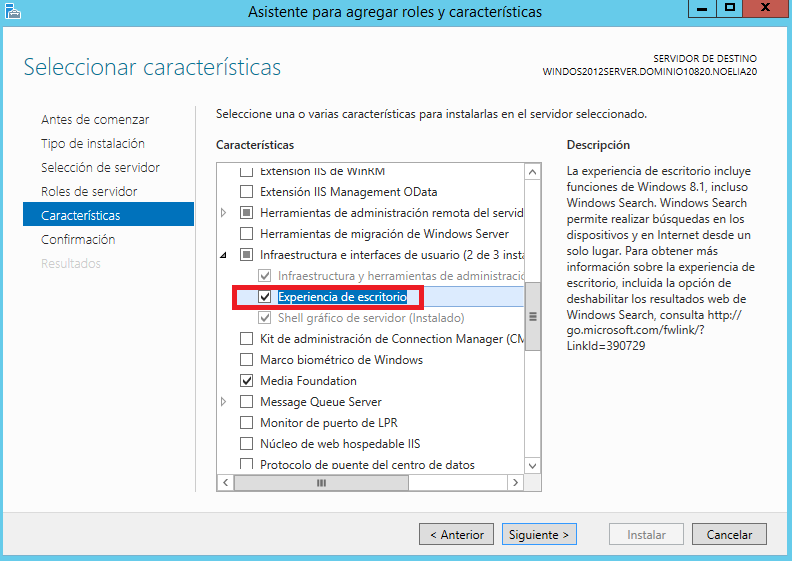 Asistente para agregar roles y características
Seleccionar características
SERVIDOR DE DESTINO
WINDOS2012SERVER.DOMINIO10820.NOELIA20
Antes de comenzar
Tipo de instalación
Selección de servidor
Roles de servidor
Características
Confirmación
Resultados
Seleccione una o varias características para instalarlas en el servidor seleccionado.
Características
Extensión IIS de WinRM
Extensión IIS Management OData
Herramientas de administración remota del servid
Herramientas de migración de Windows Server
Infraestructura e interfaces de usuario (2 de 3 insta
Infraestructura y herramientas de administració
Experiencia de escritorio
Shell gráfico de servidor (Instalado)
Kit de administración de Connection Manager (CM
Marco biométrico de Windows
Media Foundation
Message Queue Server
Monitor de puerto de LPR
Núcleo de web hospedable IIS
Protocolo de puente del centro de datos
Descripción
La experiencia de escritorio incluye
funciones de Windows 8.1, incluso
Windows Search. Windows Search
permite realizar búsquedas en los
dispositivos y en Internet desde un
solo lugar. Para obtener más
información sobre la experiencia de
escritorio, incluida la opción de
deshabilitar los resultados web de
Windows Search, consulta http://
go.microsoft.com/fwlink/?
LinkId=390729
< Anterior
Siguiente >
Instalar
Cancelar